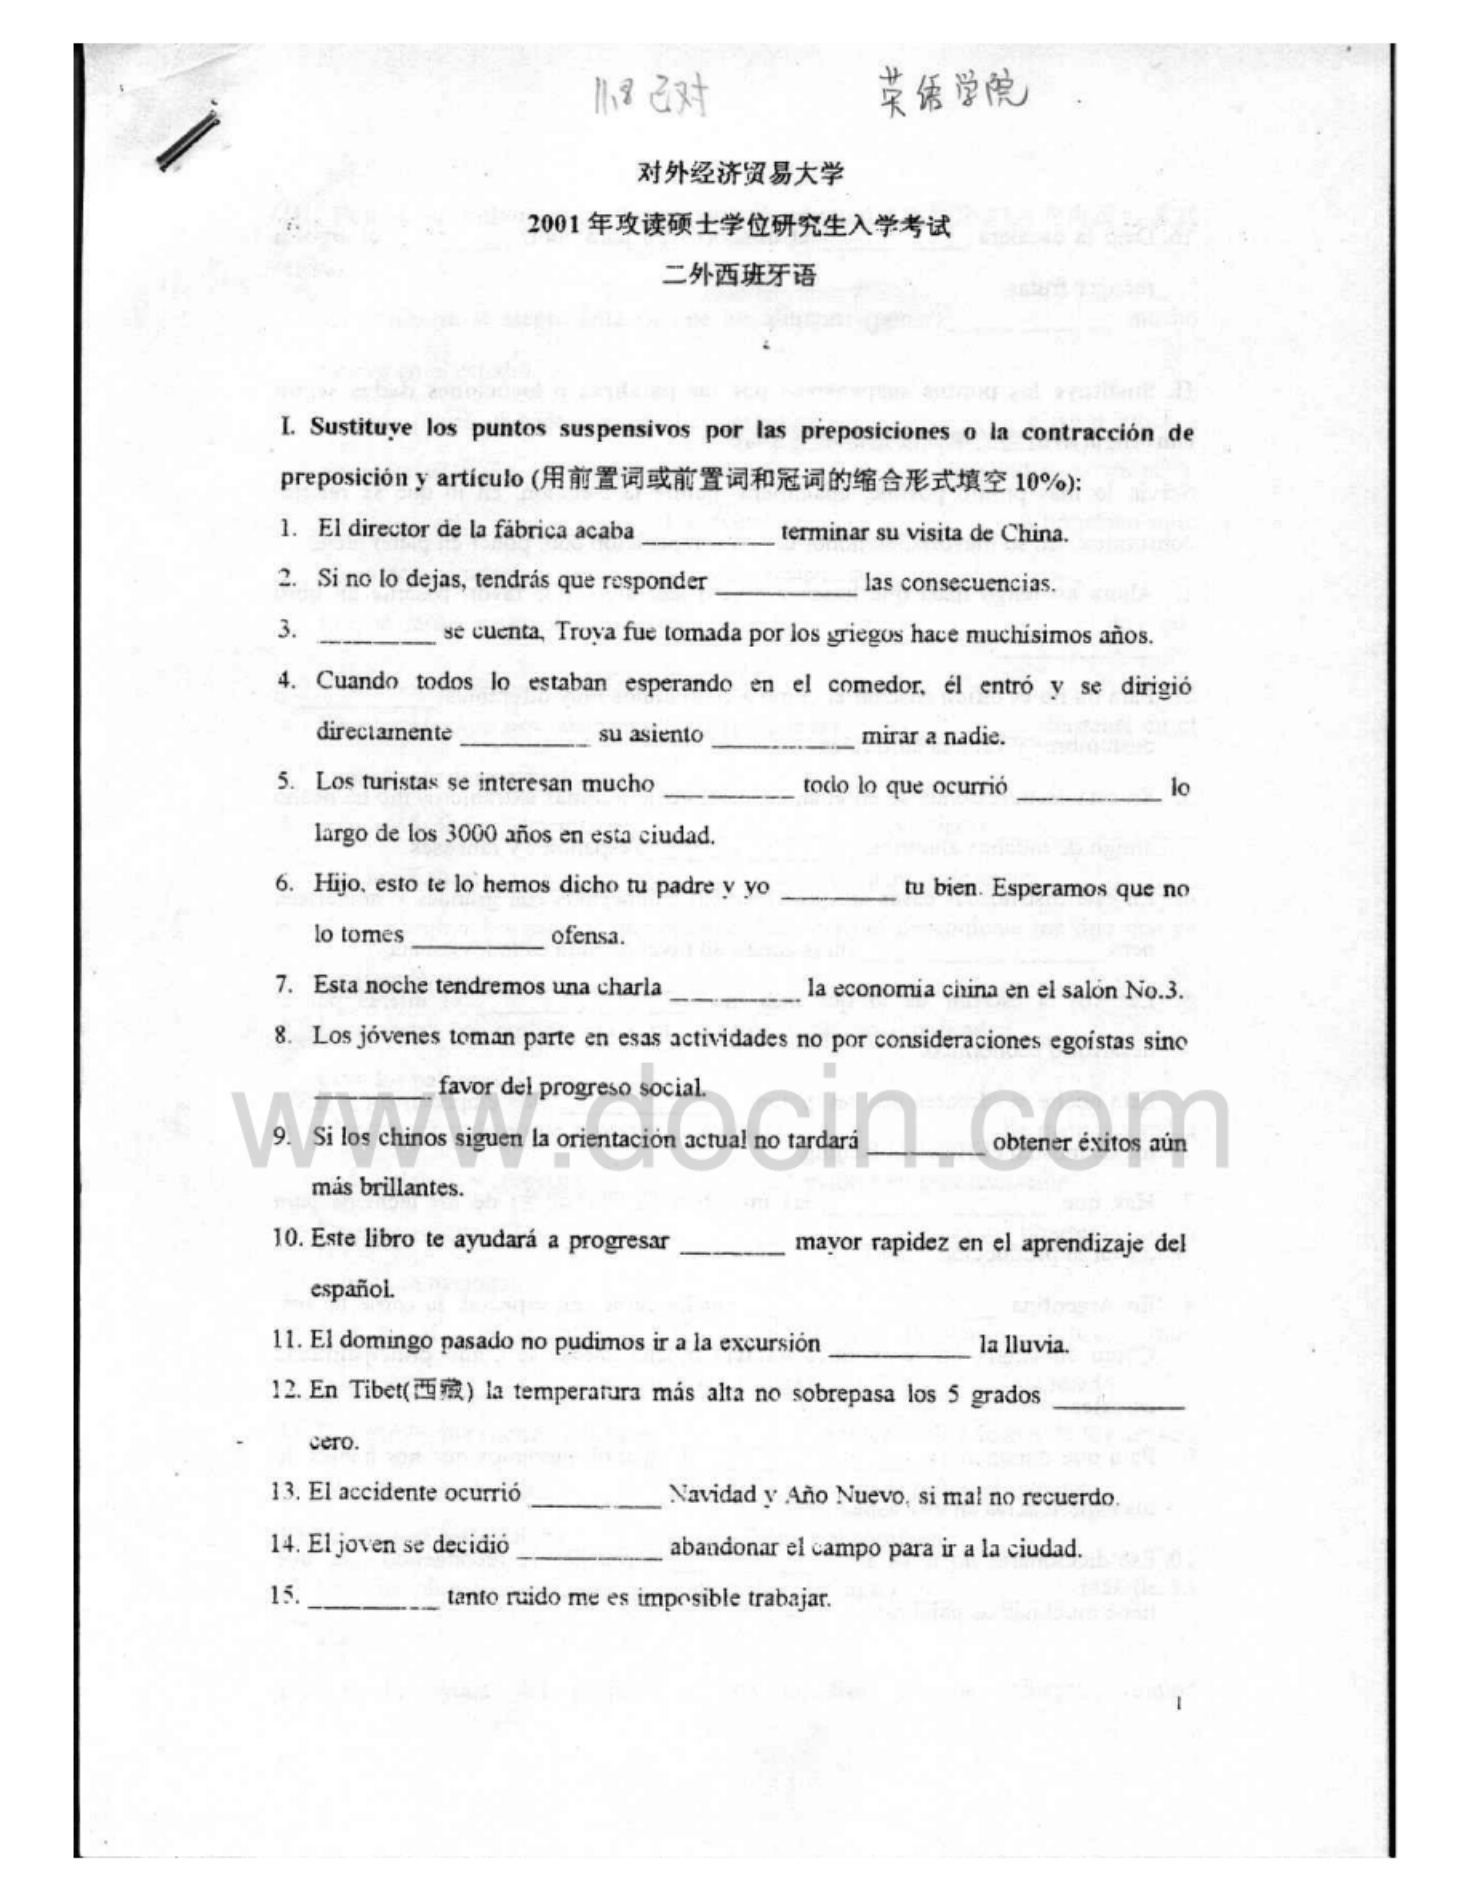 11.8 已对 英语学院
对外经济贸易大学
2001 年攻读硕士学位研究生入学考试
二外西班牙语
I. Sustituye los puntos suspensivos por las preposiciones o la contracción de
preposición y artículo (用前置词或前置词和冠词的缩合形式填空 10%):
1. El director de la fábrica acaba __________ terminar su visita de China.
2. Si no lo dejas, tendrás que responder __________ las consecuencias.
3. __________ se cuenta, Troya fue tomada por los griegos hace muchísimos años.
4. Cuando todos lo estaban esperando en el comedor, él entró y se dirigió
directamente __________ su asiento __________ mirar a nadie.
5. Los turistas se interesan mucho __________ todo lo que ocurrió __________ lo
largo de los 3000 años en esta ciudad.
6. Hijo, esto te lo hemos dicho tu padre y yo __________ tu bien. Esperamos que no
lo tomes __________ ofensa.
7. Esta noche tendremos una charla __________ la economía china en el salón No.3.
8. Los jóvenes toman parte en esas actividades no por consideraciones egoístas sino
__________ favor del progreso social.
9. Si los chinos siguen la orientación actual no tardará __________ obtener éxitos aún
más brillantes.
10. Este libro te ayudará a progresar __________ mayor rapidez en el aprendizaje del
español.
11. El domingo pasado no pudimos ir a la excursión __________ la lluvia.
12. En Tibet(西藏) la temperatura más alta no sobrepasa los 5 grados __________
cero.
13. El accidente ocurrió __________ Navidad y Año Nuevo, si mal no recuerdo.
14. El joven se decidió __________ abandonar el campo para ir a la ciudad.
15. __________ tanto ruido me es imposible trabajar.
1
www.docin.com